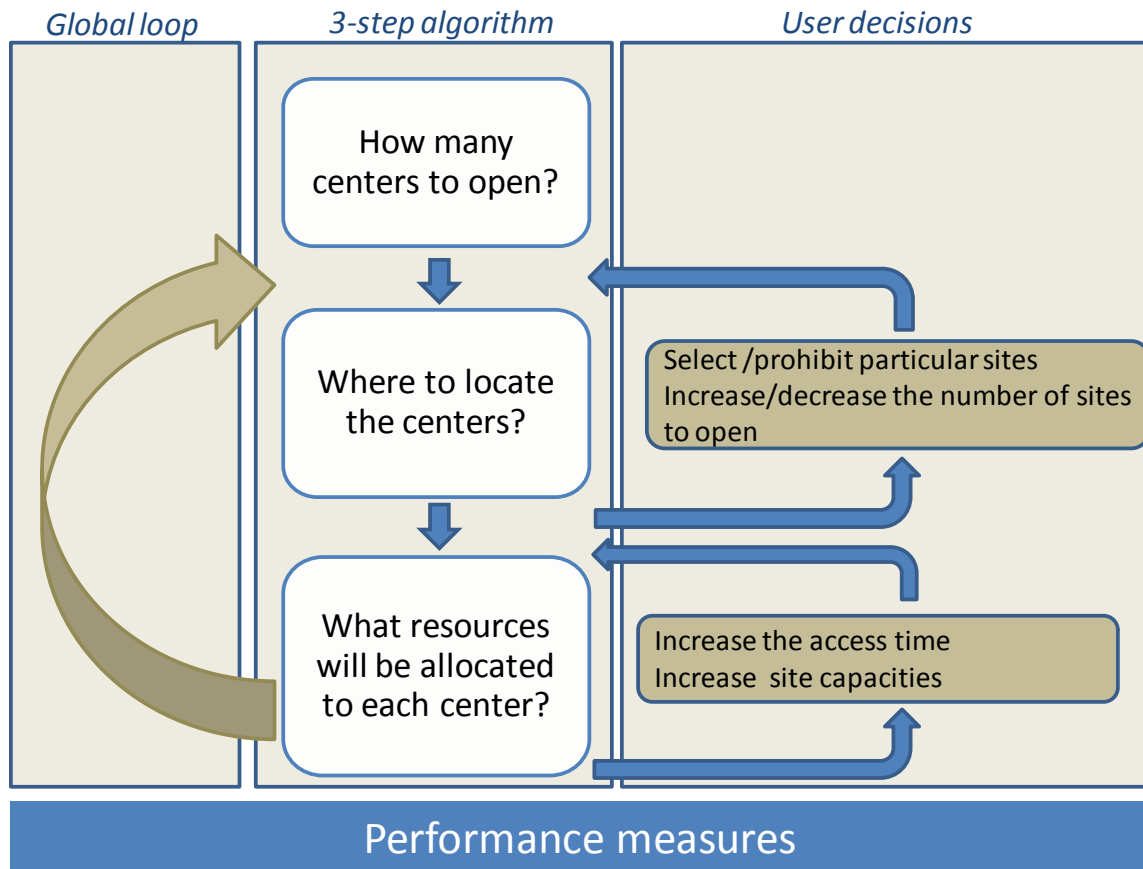 Global loop
3-step algorithm
User decisions
How many
centers to open?
Where to locate
the centers?
Select /prohibit particular sites
Increase/decrease the number of sites
to open
What resources
will be allocated
to each center?
Increase the access time
Increase site capacities
Performance measures